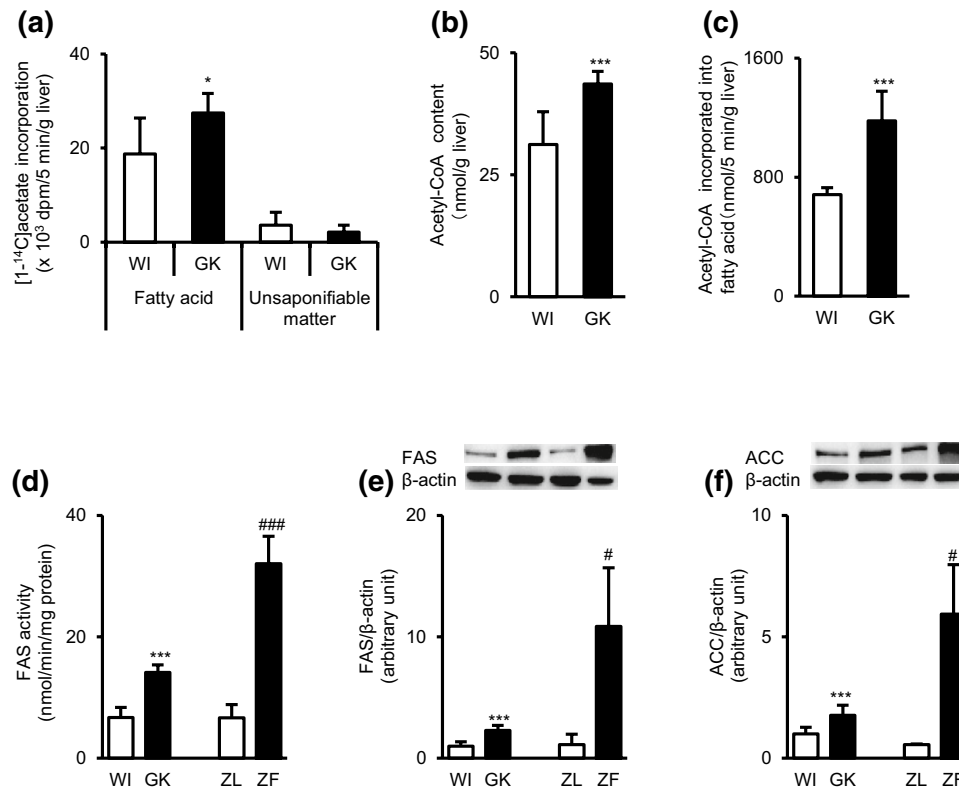 (a)
[1-¹⁴C]acetate incorporation
(x 10³ dpm/5 min/g liver)
40
20
0
*
WI GK WI GK
Fatty acid Unsaponifiable
matter
(b)
Acetyl-CoA content
(nmol/g liver)
50
25
0
***
WI GK
(c)
Acetyl-CoA incorporated into
fatty acid (nmol/5 min/g liver)
1600
800
0
***
WI GK
(d)
FAS activity
(nmol/min/mg protein)
40
20
0
***
###
WI GK ZL ZF
(e)
FAS
β-actin
FAS/β-actin
(arbitrary unit)
20
10
0
***
#
WI GK ZL ZF
(f)
ACC
β-actin
ACC/β-actin
(arbitrary unit)
10
5
0
***
#
WI GK ZL ZF